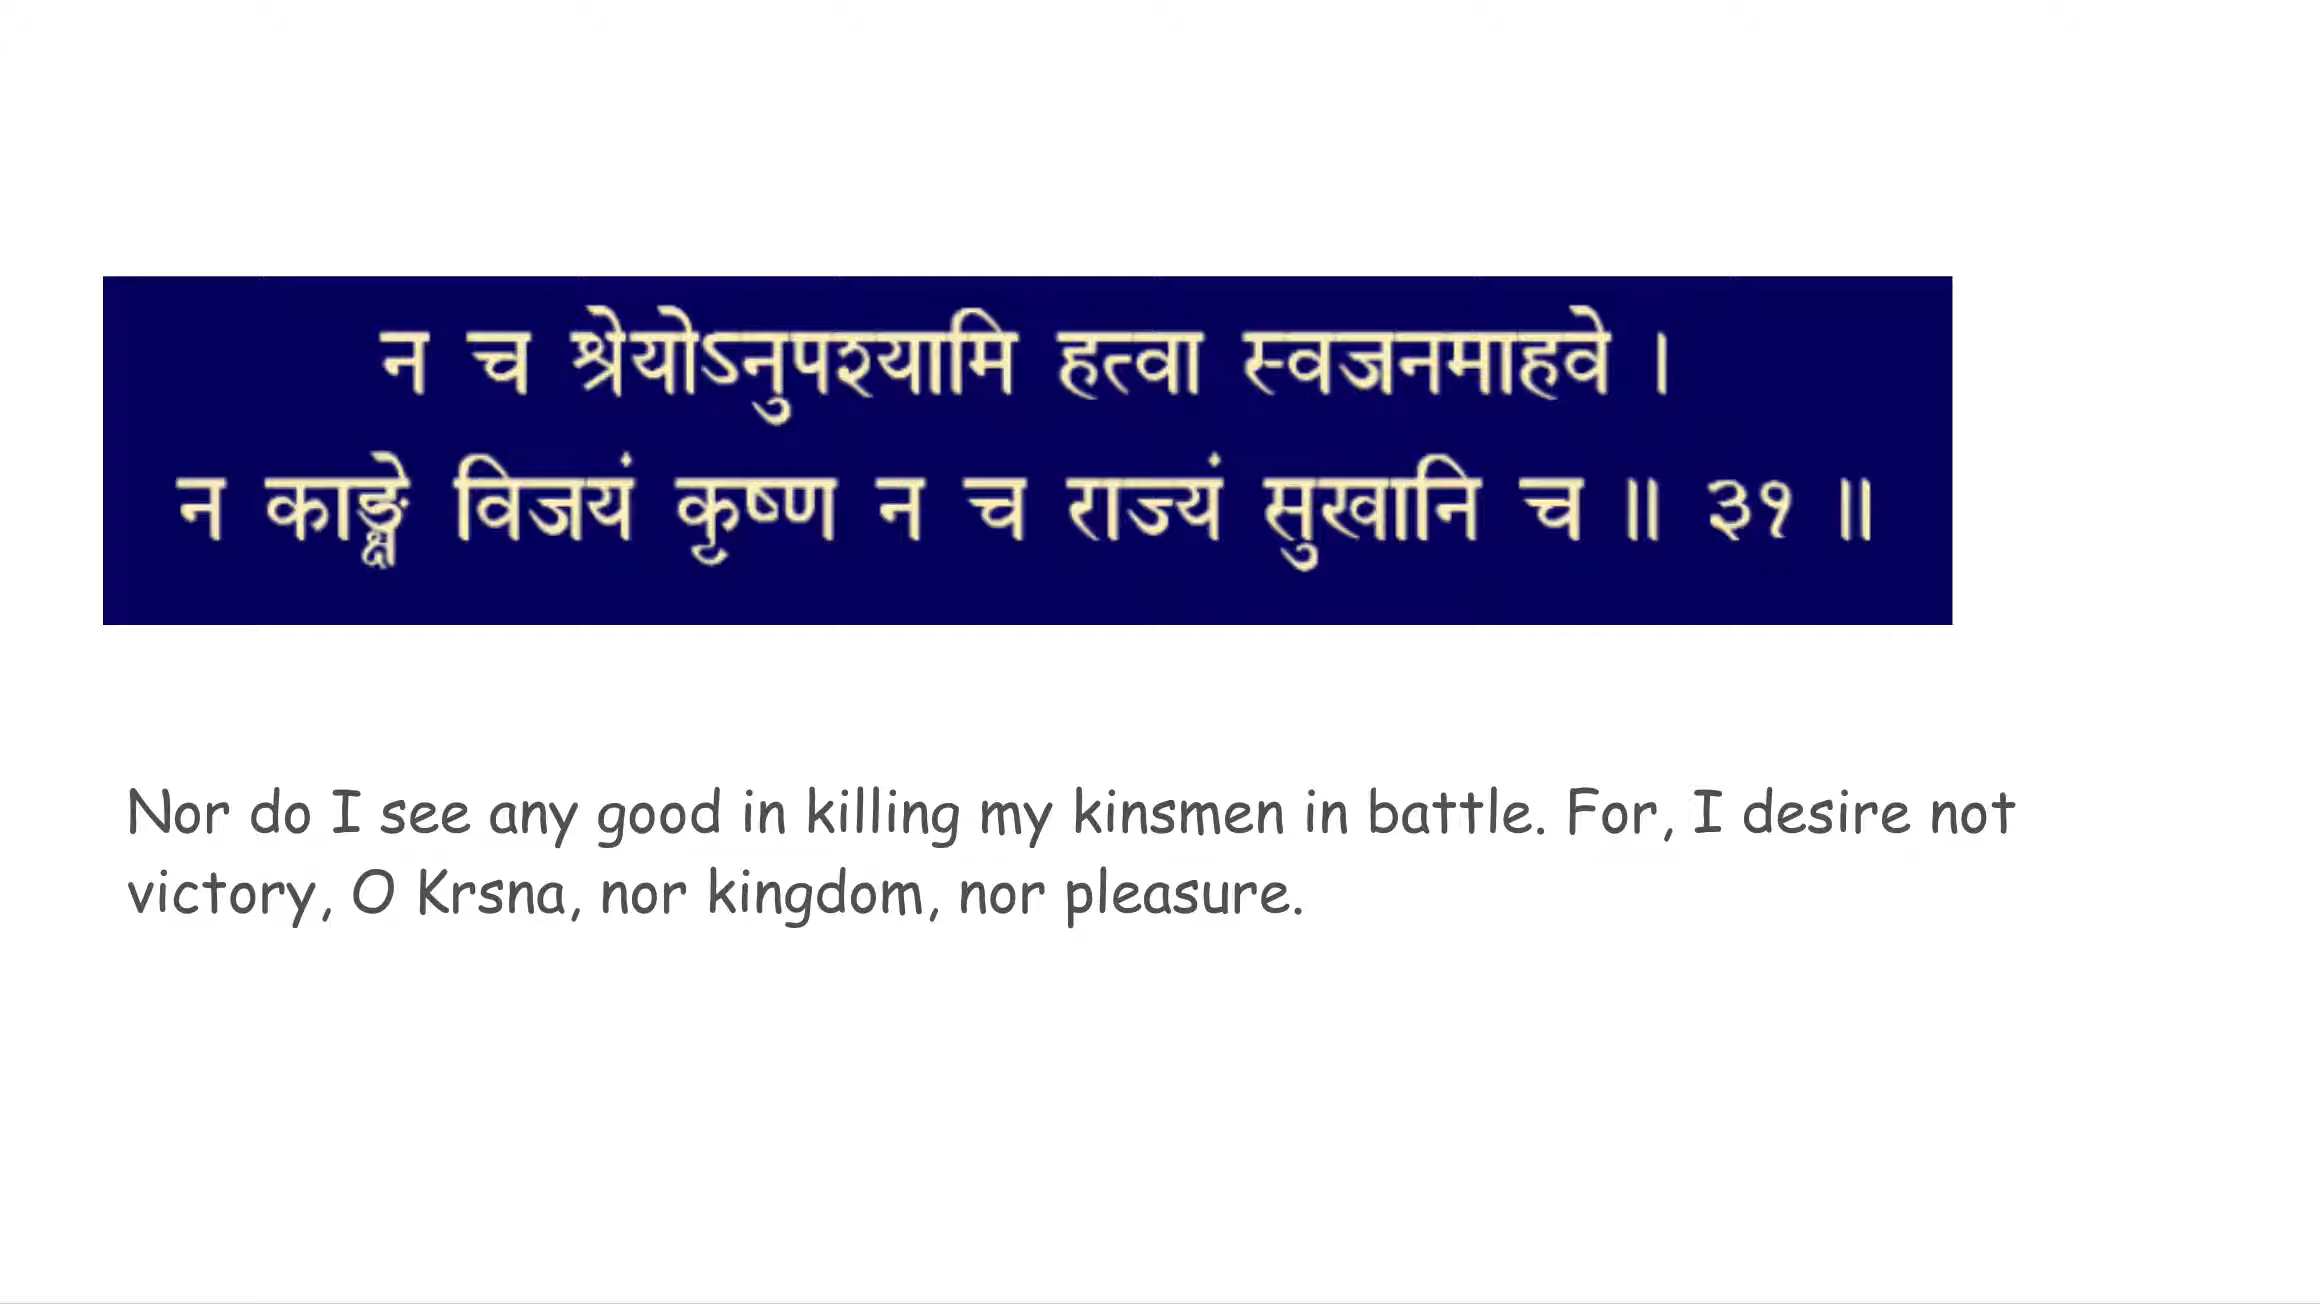 न च श्रेयोऽनुपश्यामि हत्वा स्वजनमाहवे ।
न काङ्क्षे विजयं कृष्ण न च राज्यं सुखानि च ॥ ३१ ॥
Nor do I see any good in killing my kinsmen in battle. For, I desire not
victory, O Krsna, nor kingdom, nor pleasure.